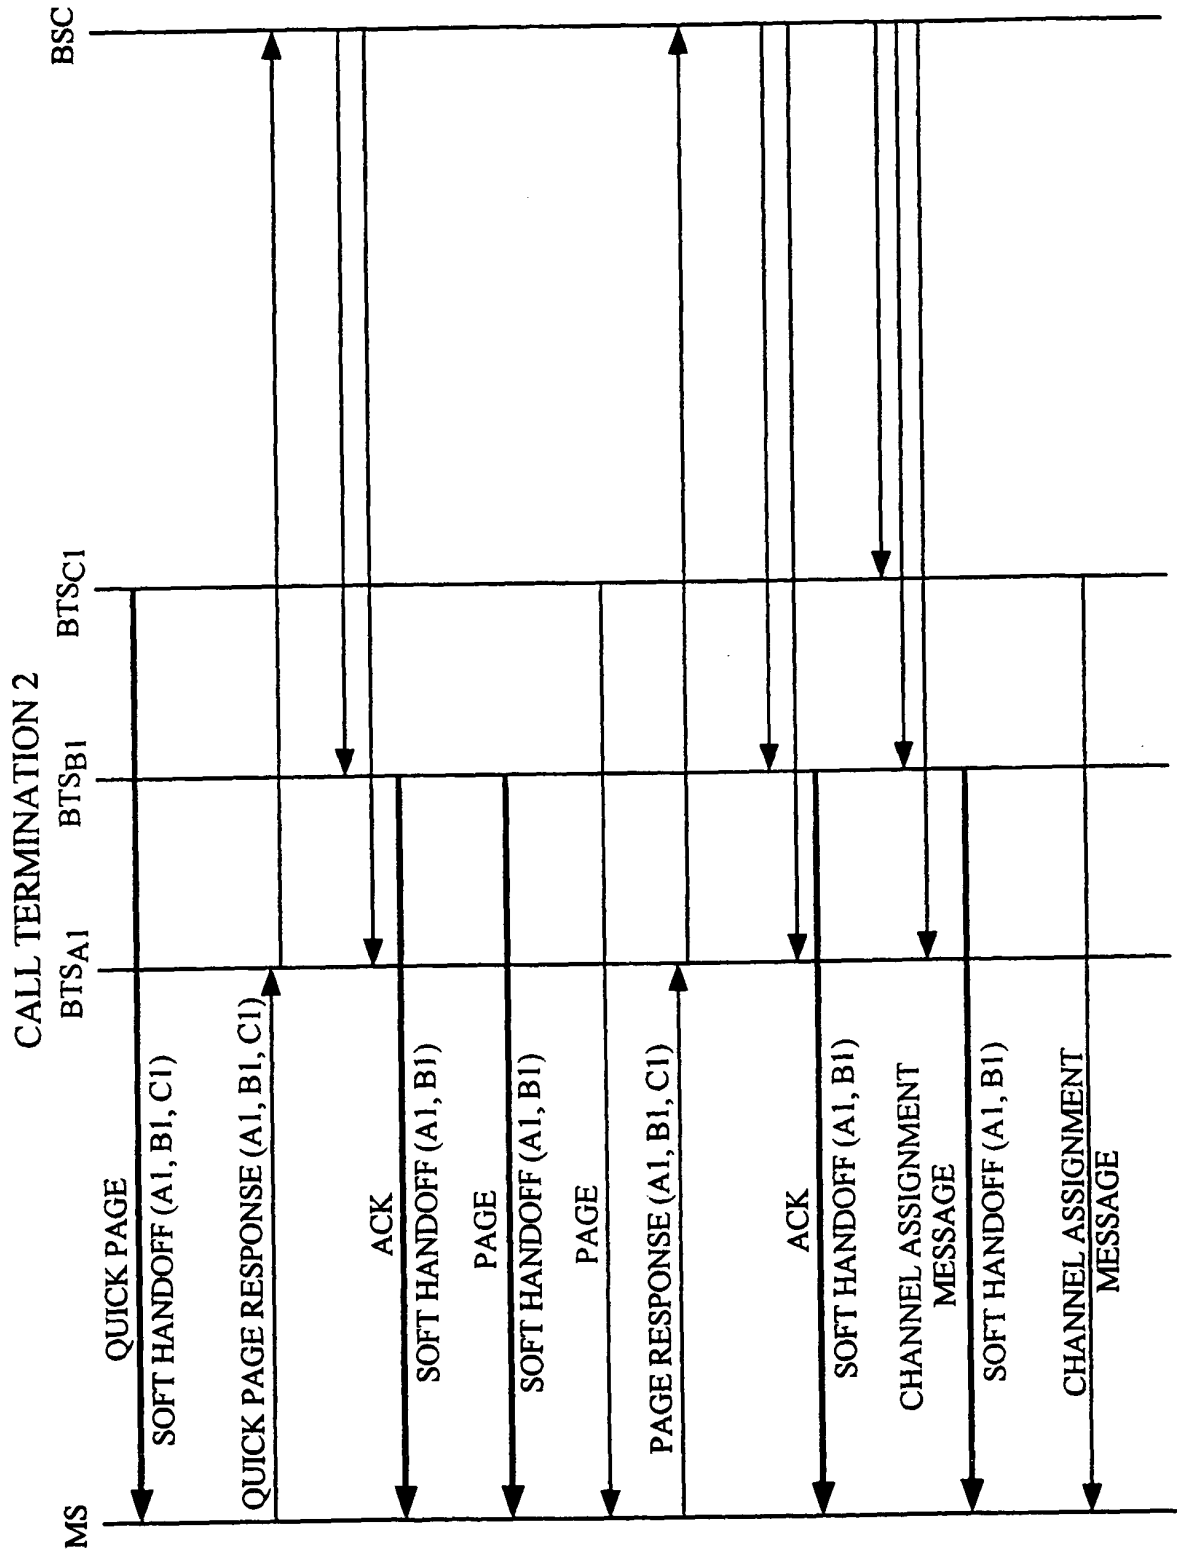 CALL TERMINATION 2
MS
BTSA1
BTSB1
BTSC1
BSC
QUICK PAGE
SOFT HANDOFF (A1, B1, C1)
QUICK PAGE RESPONSE (A1, B1, C1)
ACK
SOFT HANDOFF (A1, B1)
PAGE
SOFT HANDOFF (A1, B1)
PAGE
PAGE RESPONSE (A1, B1, C1)
ACK
SOFT HANDOFF (A1, B1)
CHANNEL ASSIGNMENT
MESSAGE
SOFT HANDOFF (A1, B1)
CHANNEL ASSIGNMENT
MESSAGE